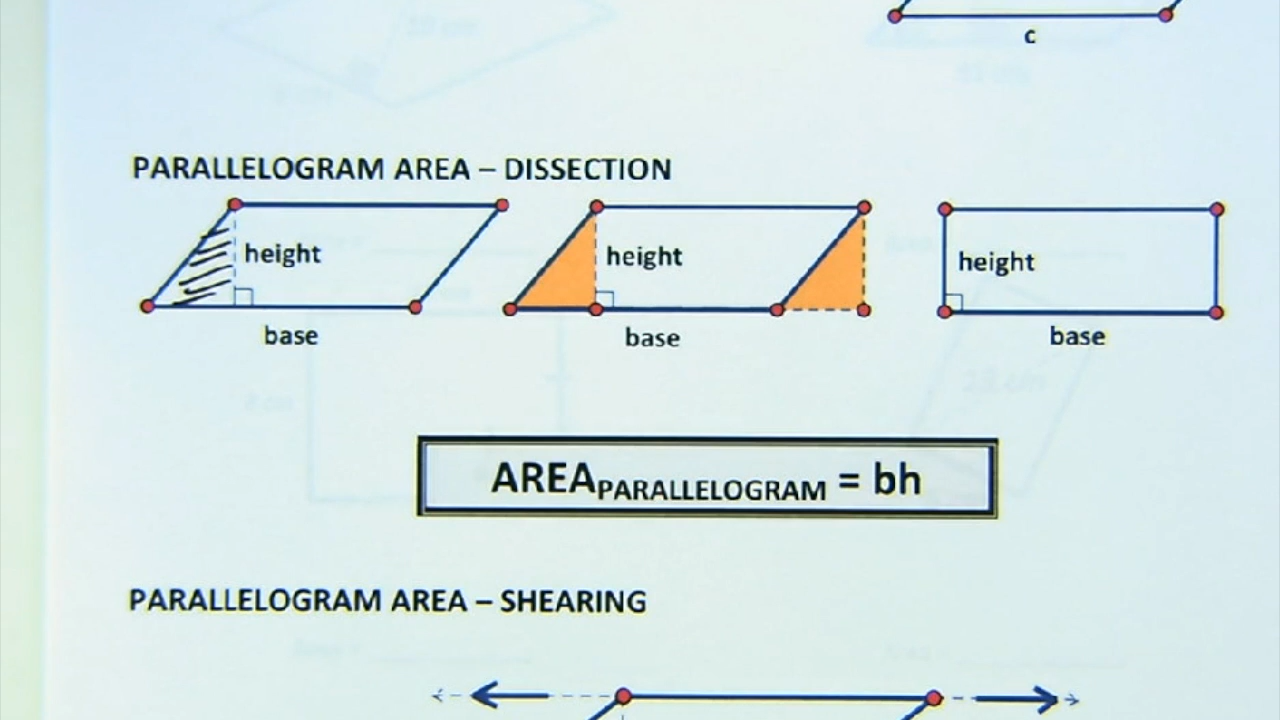 c
PARALLELOGRAM AREA – DISSECTION
height height height
base base base
AREAPARALLELOGRAM = bh
PARALLELOGRAM AREA – SHEARING